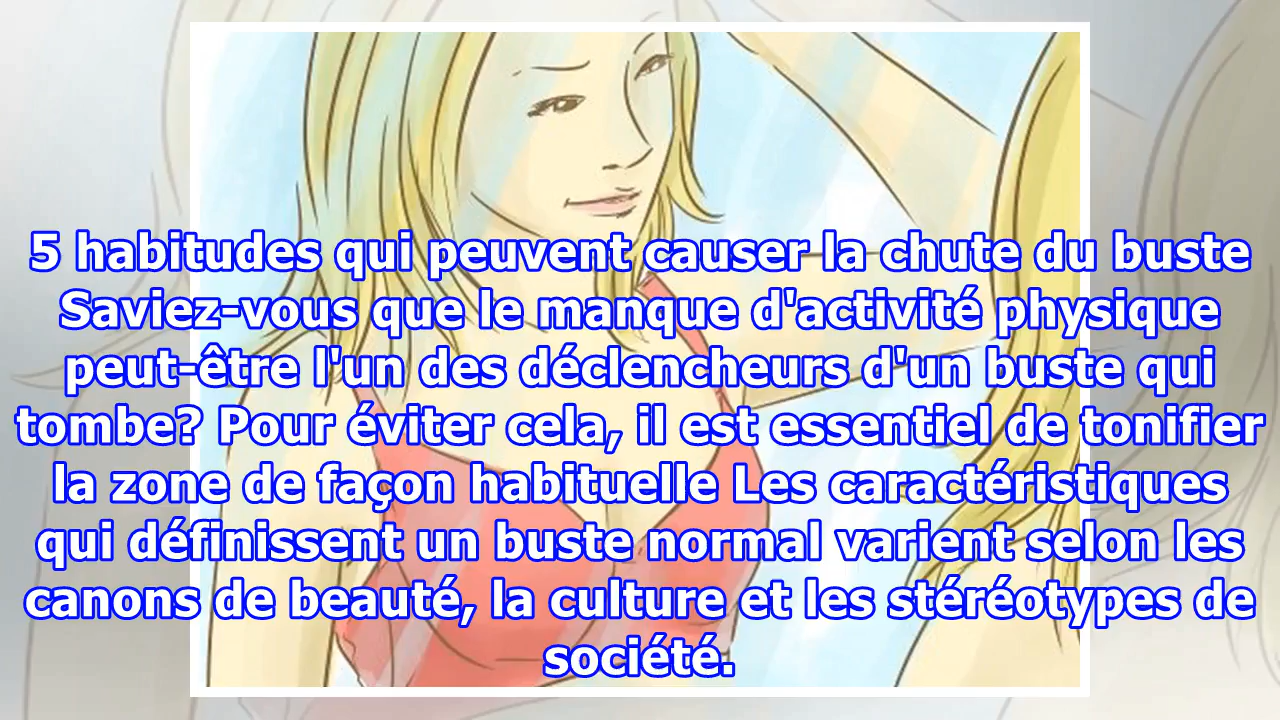 5 habitudes qui peuvent causer la chute du buste
Saviez-vous que le manque d'activité physique
peut-être l'un des déclencheurs d'un buste qui
tombe? Pour éviter cela, il est essentiel de tonifier
la zone de façon habituelle Les caractéristiques
qui définissent un buste normal varient selon les
canons de beauté, la culture et les stéréotypes de
société.